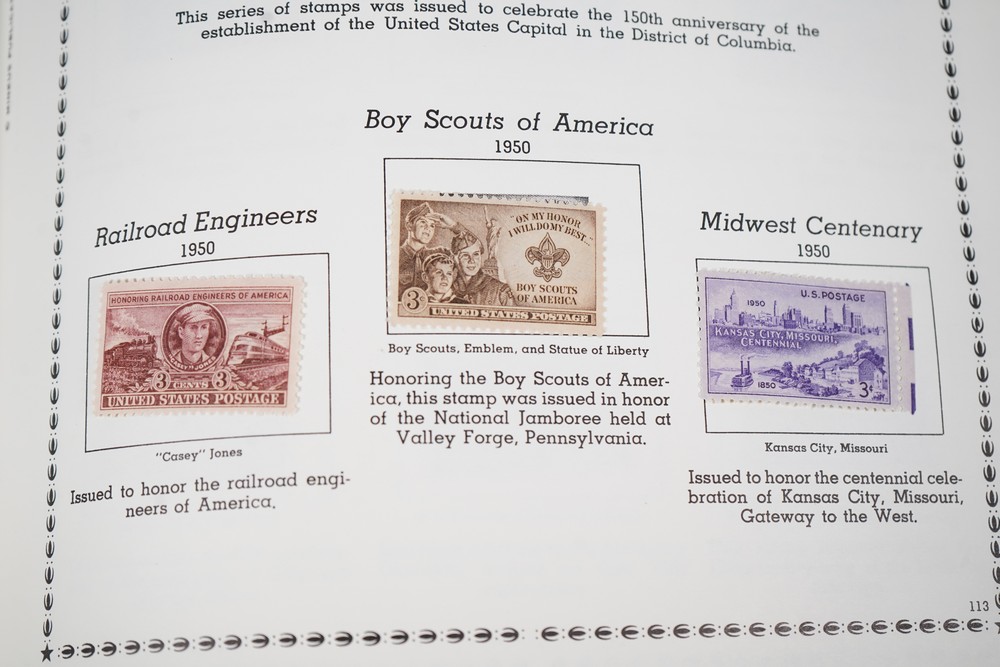 This series of stamps was issued to celebrate the 150th anniversary of the
establishment of the United States Capital in the District of Columbia.
Boy Scouts of America
1950
"ON MY HONOR
I WILL DO MY BEST..."
BOY SCOUTS
OF AMERICA
3¢
UNITED STATES POSTAGE
Boy Scouts, Emblem, and Statue of Liberty
Honoring the Boy Scouts of Amer-
ica, this stamp was issued in honor
of the National Jamboree held at
Valley Forge, Pennsylvania.
Railroad Engineers
1950
HONORING RAILROAD ENGINEERS OF AMERICA
3 CENTS 3
UNITED STATES POSTAGE
"Casey" Jones
Issued to honor the railroad engi-
neers of America.
Midwest Centenary
1950
U.S. POSTAGE
1950
KANSAS CITY, MISSOURI,
CENTENNIAL
1850
3¢
Kansas City, Missouri
Issued to honor the centennial cele-
bration of Kansas City, Missouri,
Gateway to the West.
113